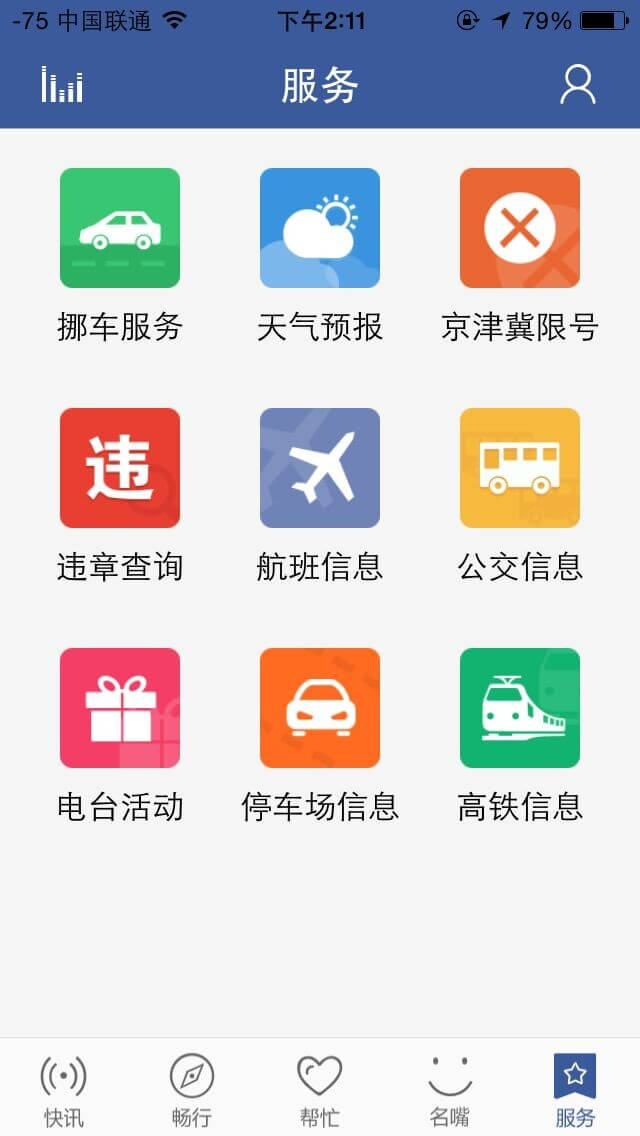 -75 中国联通 下午2:11 79%
服务
挪车服务 天气预报 京津冀限号
违
违章查询 航班信息 公交信息
电台活动 停车场信息 高铁信息
快讯 畅行 帮忙 名嘴 服务